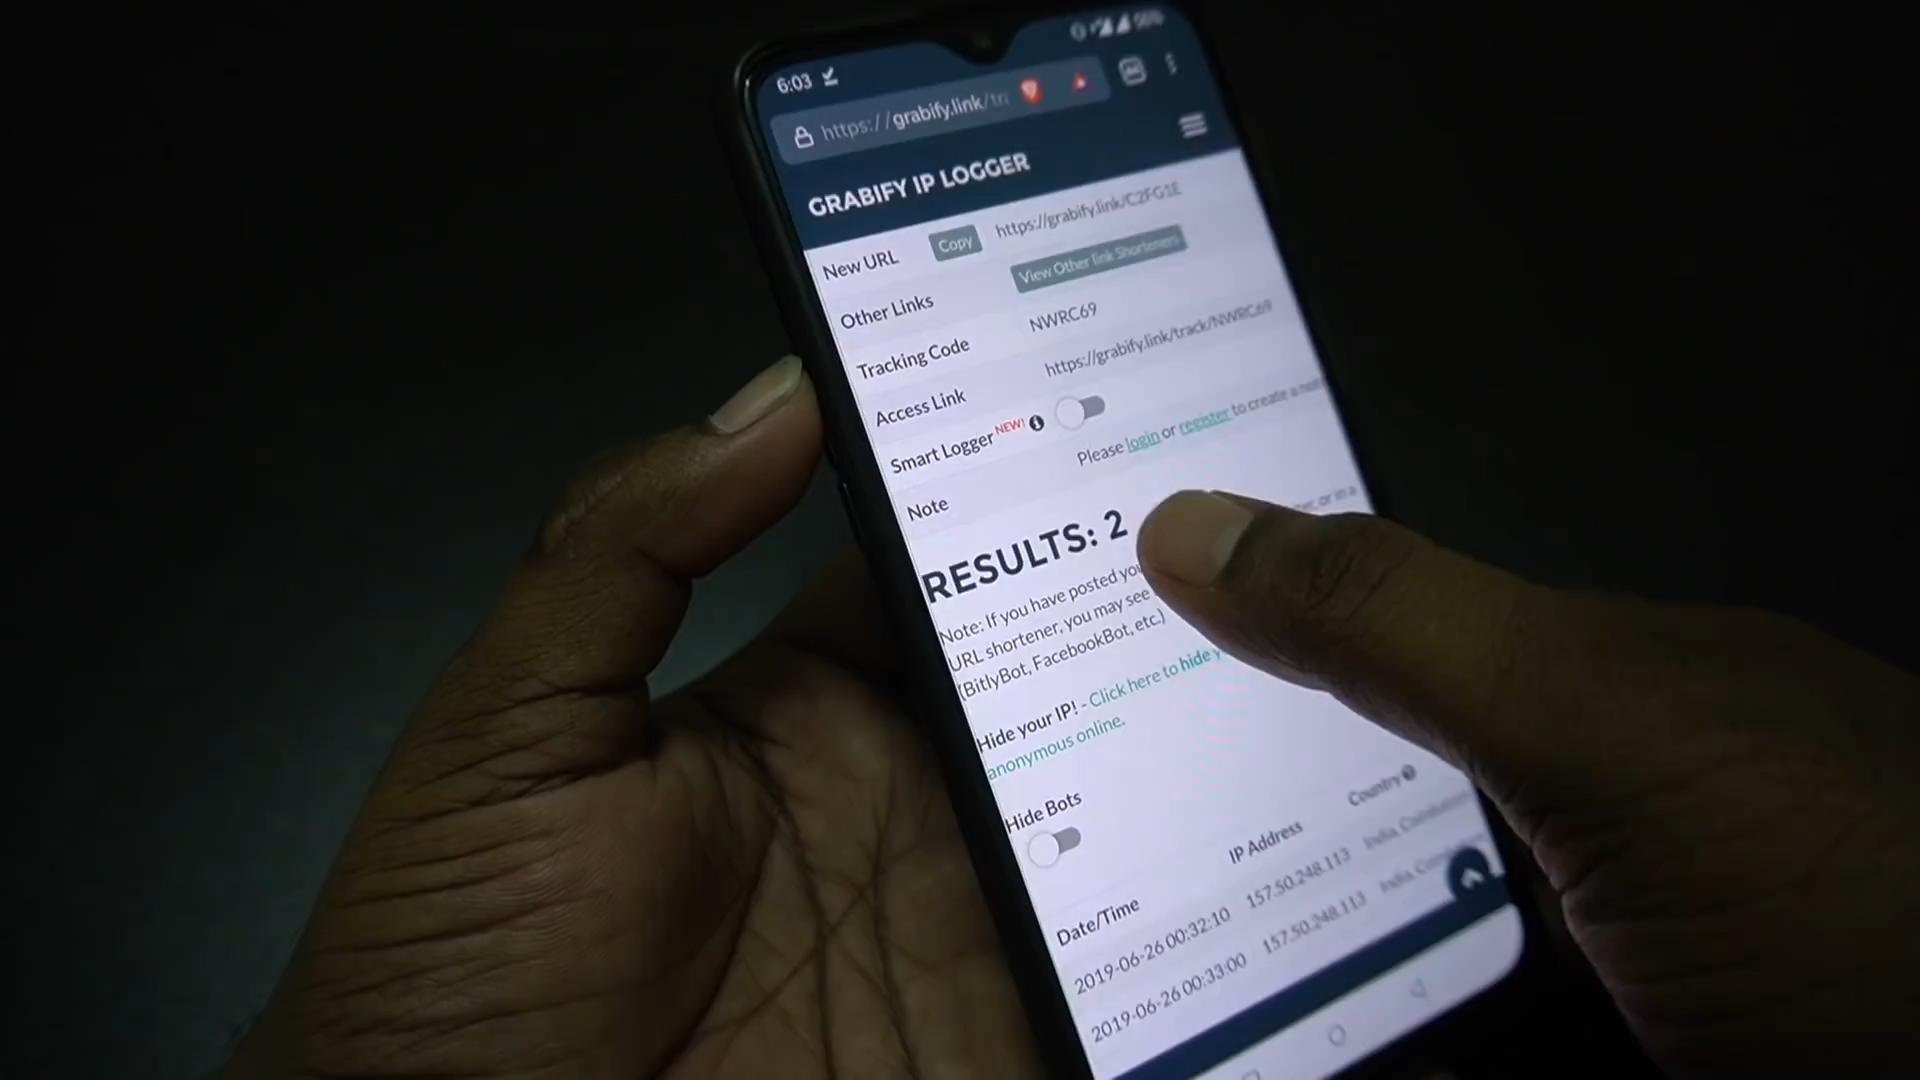 6:03
https://grabify.link/tr
GRABIFY IP LOGGER
New URL Copy https://grabify.link/C2FG1E
Other Links View Other link Shorteners
Tracking Code NWRC69
Access Link https://grabify.link/track/NWRC69
Smart Logger NEW!
Note Please login or register to create a
RESULTS: 2
Note: If you have posted or in a
URL shortener, you may see
(BitlyBot, FacebookBot, etc.)
Hide your IP! - Click here to hide
anonymous online.
Hide Bots
Date/Time IP Address Country
2019-06-26 00:32:10 157.50.248.113 India,
2019-06-26 00:33:00 157.50.248.113 India,